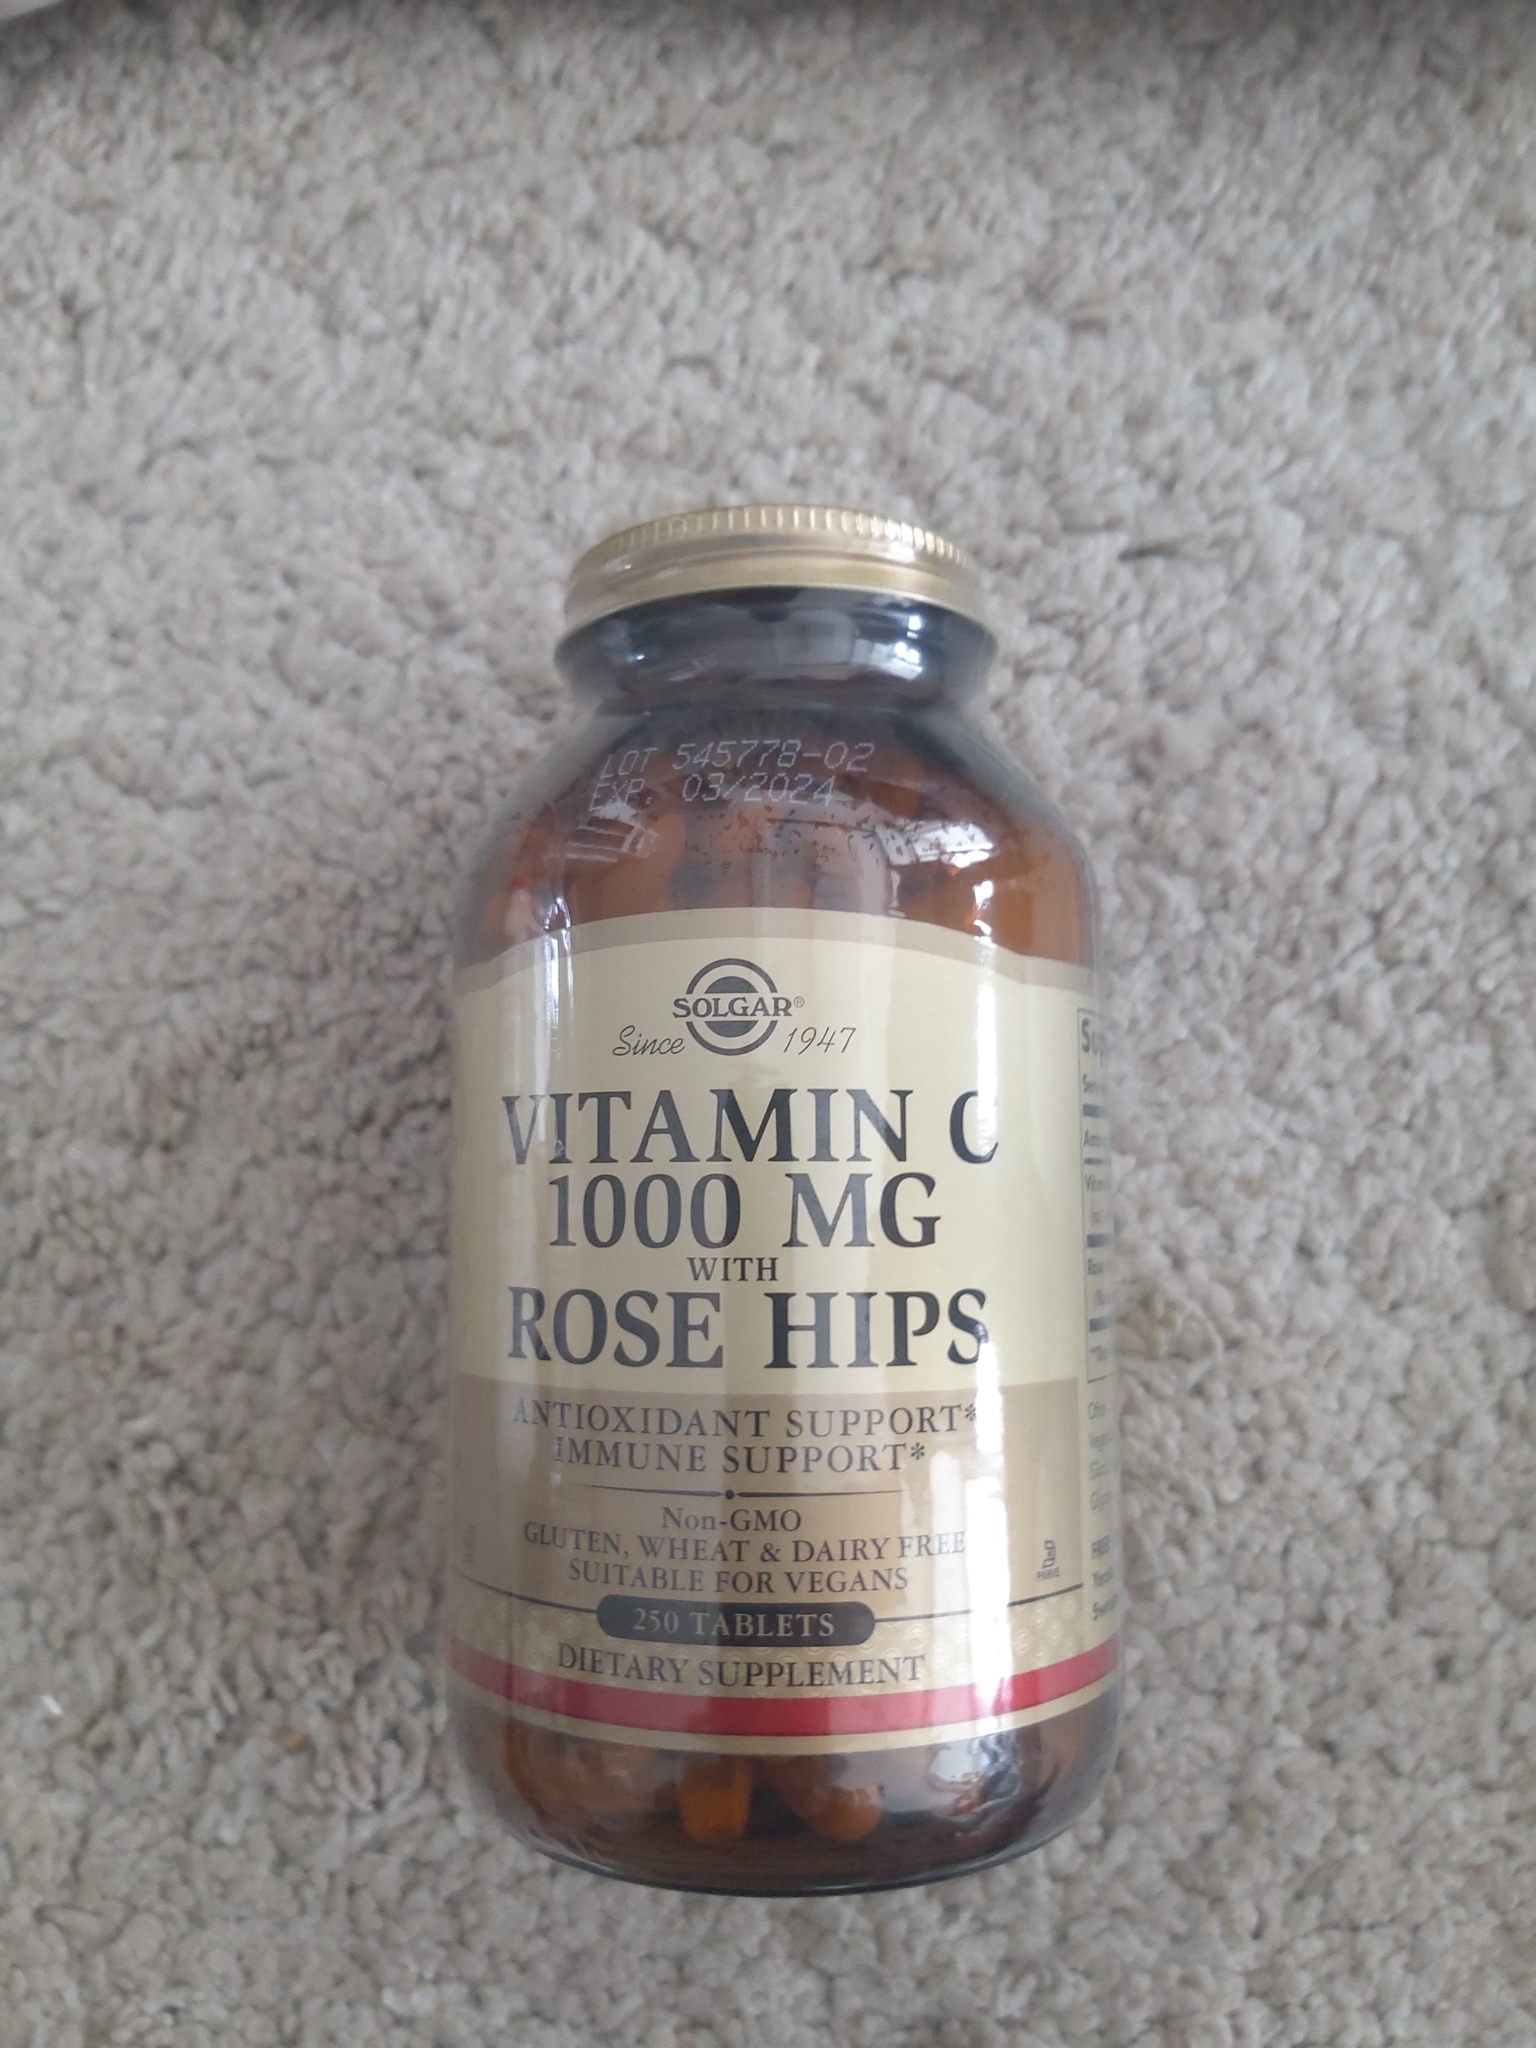 LOT 545778-02
EXP. 03/2024
SOLGAR®
Since 1947
VITAMIN C
1000 MG
WITH
ROSE HIPS
ANTIOXIDANT SUPPORT*
IMMUNE SUPPORT*
Non-GMO
GLUTEN, WHEAT & DAIRY FREE
SUITABLE FOR VEGANS
250 TABLETS
DIETARY SUPPLEMENT